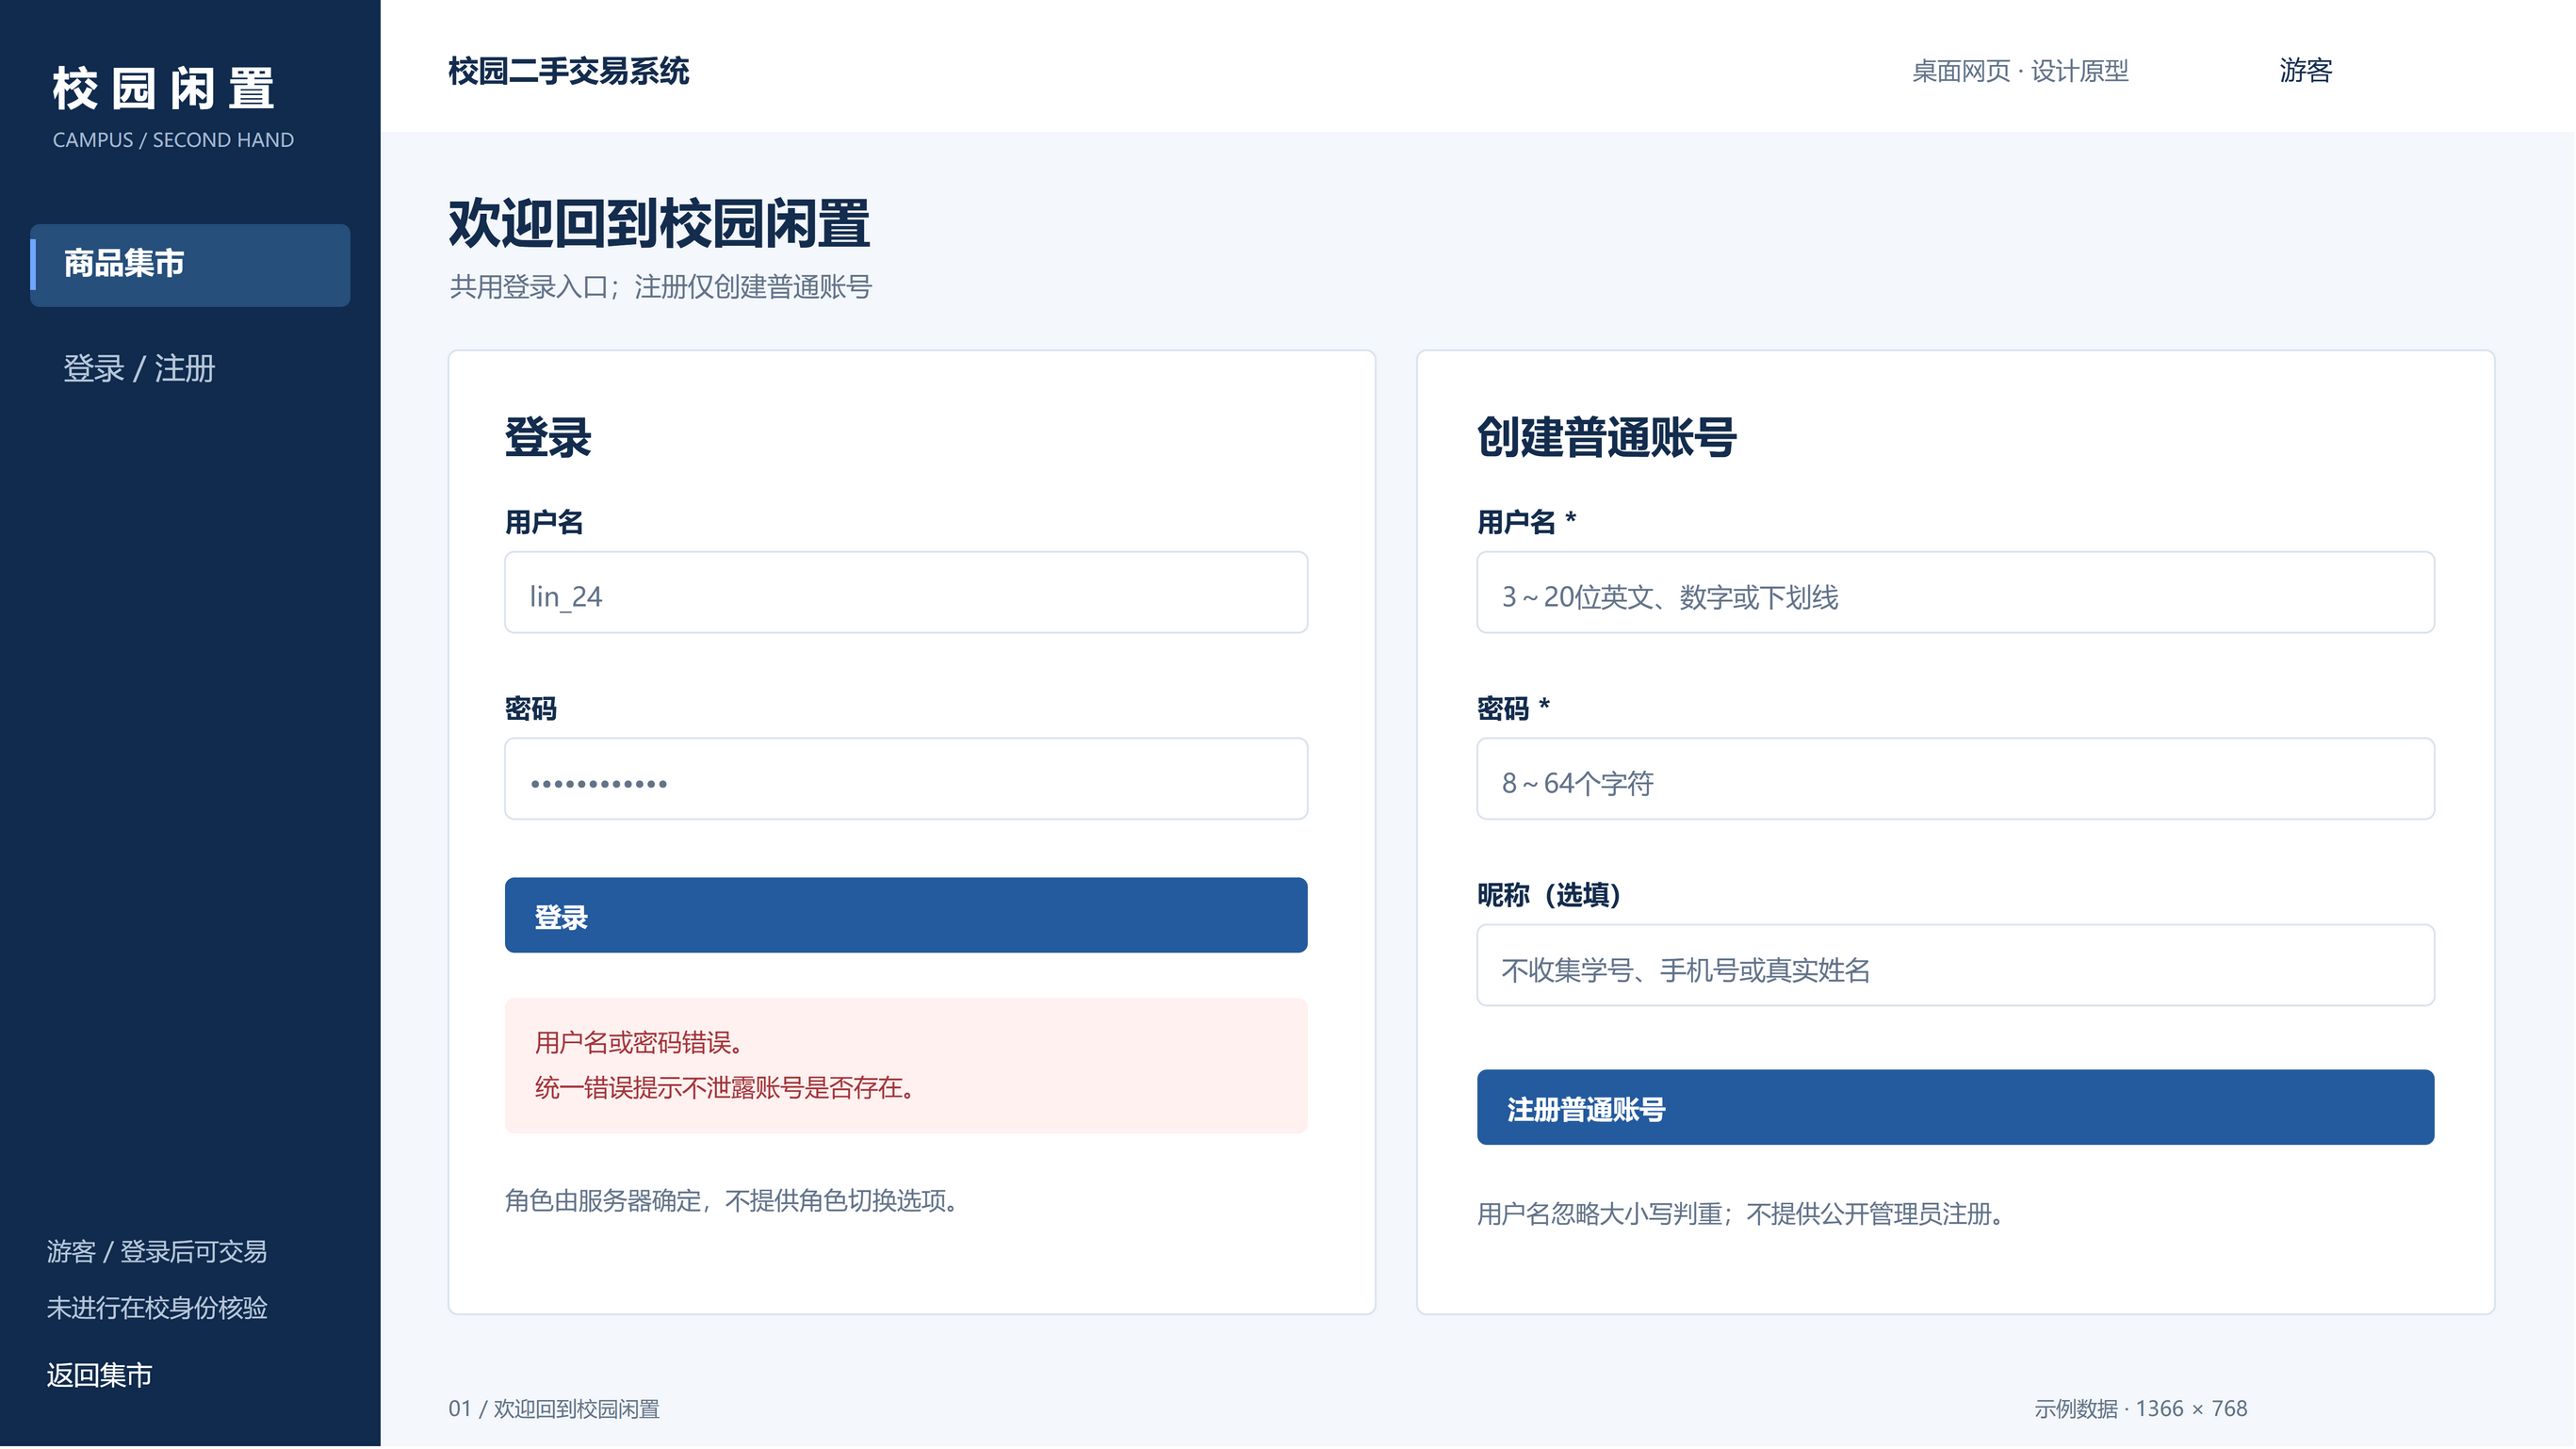 校园闲置
CAMPUS / SECOND HAND
商品集市
登录 / 注册
游客 / 登录后可交易
未进行在校身份核验
返回集市
校园二手交易系统
桌面网页 · 设计原型
游客
欢迎回到校园闲置
共用登录入口；注册仅创建普通账号
登录
用户名
lin_24
密码
••••••••••••
登录
用户名或密码错误。
统一错误提示不泄露账号是否存在。
角色由服务器确定，不提供角色切换选项。
创建普通账号
用户名 *
3～20位英文、数字或下划线
密码 *
8～64个字符
昵称（选填）
不收集学号、手机号或真实姓名
注册普通账号
用户名忽略大小写判重；不提供公开管理员注册。
01 / 欢迎回到校园闲置
示例数据 · 1366 × 768